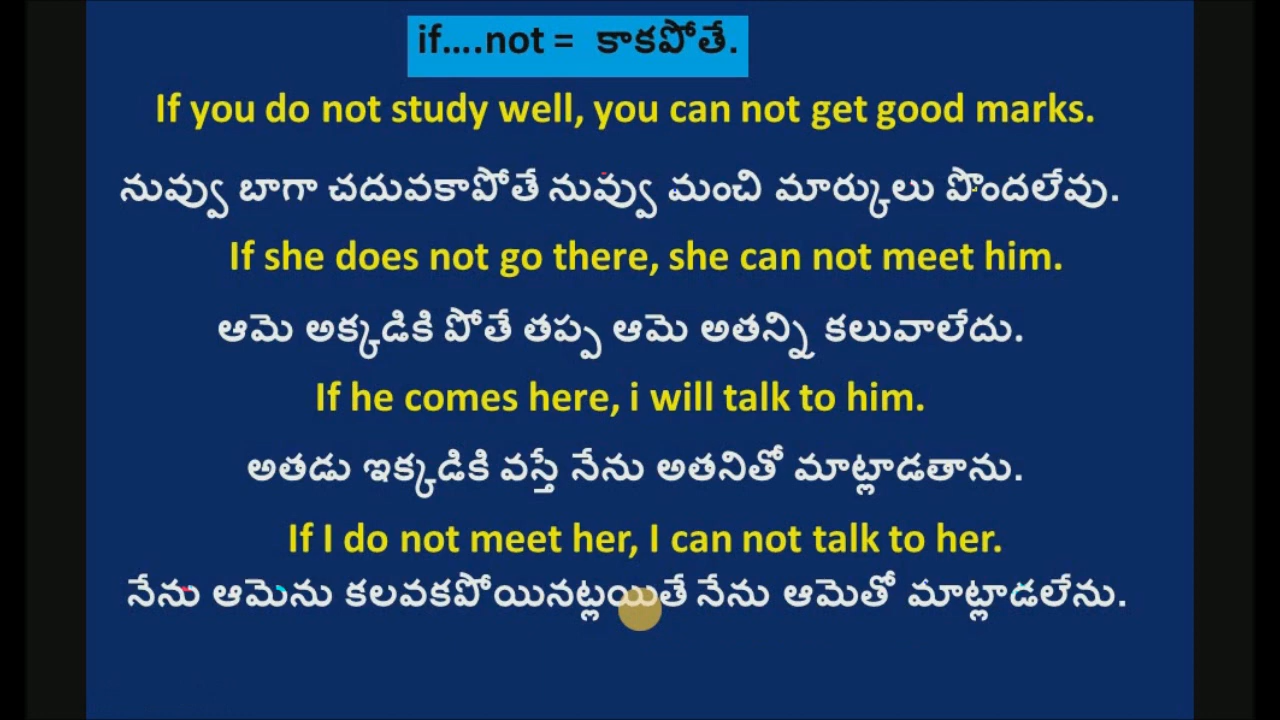 if....not =  కాకపోతే.
If you do not study well, you can not get good marks.
నువ్వు బాగా చదువకాపోతే నువ్వు మంచి మార్కులు పొందలేవు.
If she does not go there, she can not meet him.
ఆమె అక్కడికి పోతే తప్ప ఆమె అతన్ని కలువాలేదు.
If he comes here, i will talk to him.
అతడు ఇక్కడికి వస్తే నేను అతనితో మాట్లాడతాను.
If I do not meet her, I can not talk to her.
నేను ఆమెను కలవకపోయినట్లయితే నేను ఆమెతో మాట్లాడలేను.